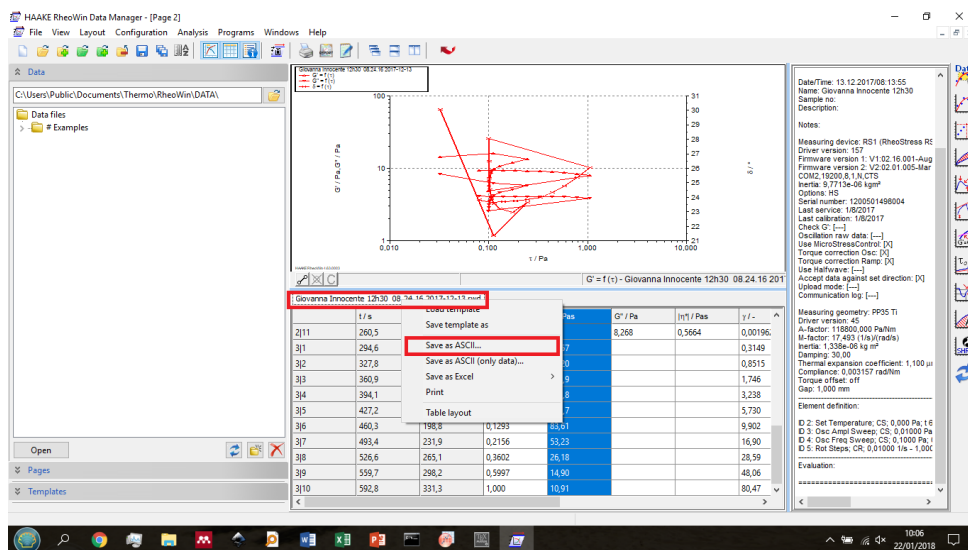 HAAKE RheoWin Data Manager - [Page 2]
File View Layout Configuration Analysis Programs Windows Help
Data
C:\Users\Public\Documents\Thermo\RheoWin\DATA\
Data files
# Examples
Open
Pages
Templates
Giovanna Innocente 12h30 08.24.16 2017-12-13
G' = f (τ)
G" = f (τ)
δ = f (τ)
G' / Pa,G" / Pa
100
10
1
0,010
0,100
1,000
10,000
τ / Pa
31
30
29
28
27
26
25
24
23
22
21
δ / °
G' = f (τ) - Giovanna Innocente 12h30 08.24.16 201
Giovanna Innocente 12h30 08.24.16 2017-12-13.rwd
t / s
Pas
G" / Pa
|η*| / Pas
γ / -
2|11 260,5 8,268 0,5664 0,00196
3|1 294,6 0,3149
3|2 327,8 0,8515
3|3 360,9 1,746
3|4 394,1 3,238
3|5 427,2 5,730
3|6 460,3 198,8 0,1293 83,61 9,902
3|7 493,4 231,9 0,2156 53,23 16,90
3|8 526,6 265,1 0,3602 26,18 28,59
3|9 559,7 298,2 0,5997 14,90 48,06
3|10 592,8 331,3 1,000 10,91 80,47
Load template
Save template as
Save as ASCII...
Save as ASCII (only data)...
Save as Excel
Print
Table layout
Date/Time: 13.12.2017/08:13:55
Name: Giovanna Innocente 12h30
Sample no:
Description:
Notes:
Measuring device: RS1 (RheoStress RS
Driver version: 157
Firmware version 1: V1:02.16.001-Aug
Firmware version 2: V2:02.01.005-Mar
COM2,19200,8,1,N,CTS
Inertia: 9,7713e-06 kgm²
Options: HS
Serial number: 1200501498004
Last service: 1/8/2017
Last calibration: 1/8/2017
Check G': [---]
Oscillation raw data: [---]
Use MicroStressControl: [X]
Torque correction Osc: [X]
Torque correction Ramp: [X]
Use Halfwave: [---]
Accept data against set direction: [X]
Upload mode: [---]
Communication log: [---]
Measuring geometry: PP35 Ti
Driver version: 45
A-factor: 118800,000 Pa/Nm
M-factor: 17,493 (1/s)/(rad/s)
Inertia: 1,338e-06 kg m²
Damping: 30,00
Thermal expansion coefficient: 1,100 µ
Compliance: 0,003157 rad/Nm
Torque offset: off
Gap: 1,000 mm
Element definition:
ID 2: Set Temperature; CS; 0,000 Pa; t 6
ID 3: Osc Ampl Sweep; CS; 0,01000 Pa
ID 4: Osc Freq Sweep; CS; 0,1000 Pa;
ID 5: Rot Steps; CR; 0,01000 1/s - 1,000
Evaluation:
Dat
10:06
22/01/2018